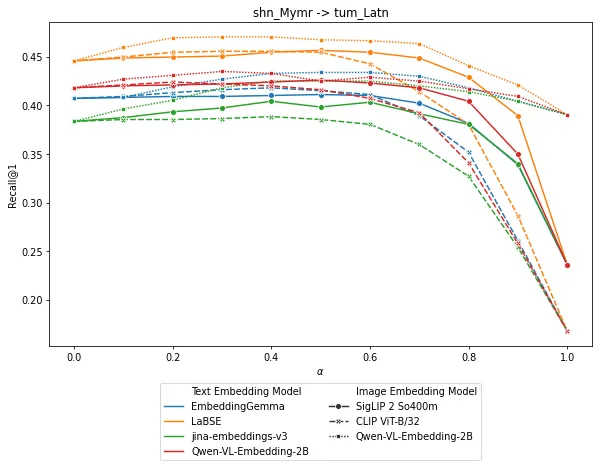 shn_Mymr -> tum_Latn
Recall@1
0.45
0.40
0.35
0.30
0.25
0.20
0.0 0.2 0.4 0.6 0.8 1.0
α
Text Embedding Model Image Embedding Model
EmbeddingGemma SigLIP 2 So400m
LaBSE CLIP ViT-B/32
jina-embeddings-v3 Qwen-VL-Embedding-2B
Qwen-VL-Embedding-2B